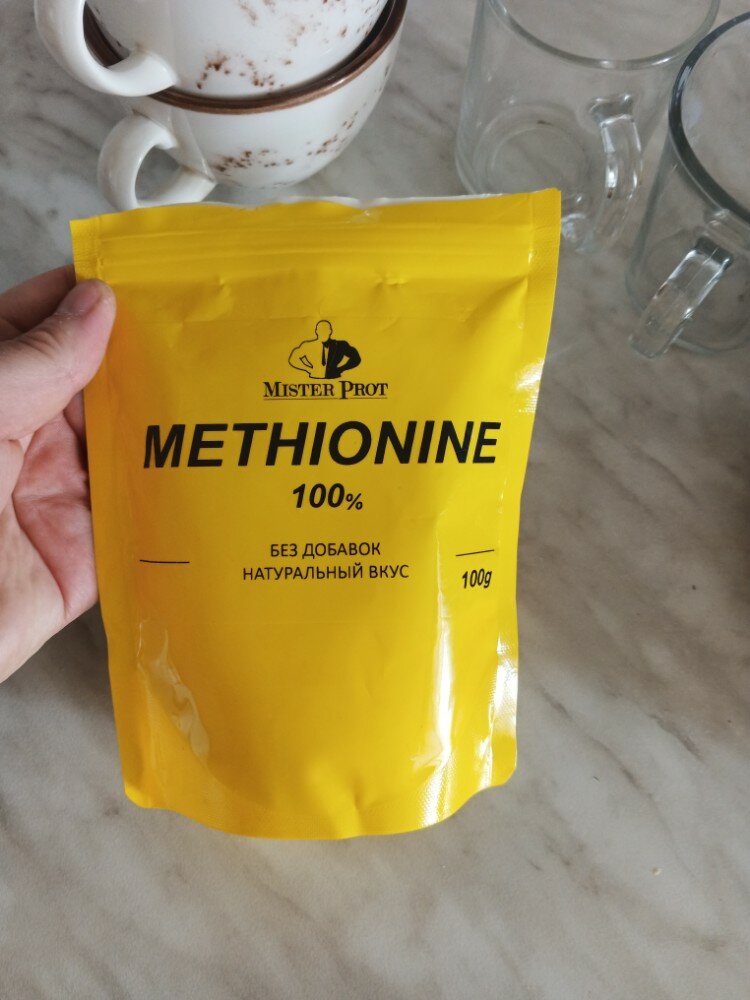 MISTER PROT
METHIONINE
100%
БЕЗ ДОБАВОК
НАТУРАЛЬНЫЙ ВКУС
100g